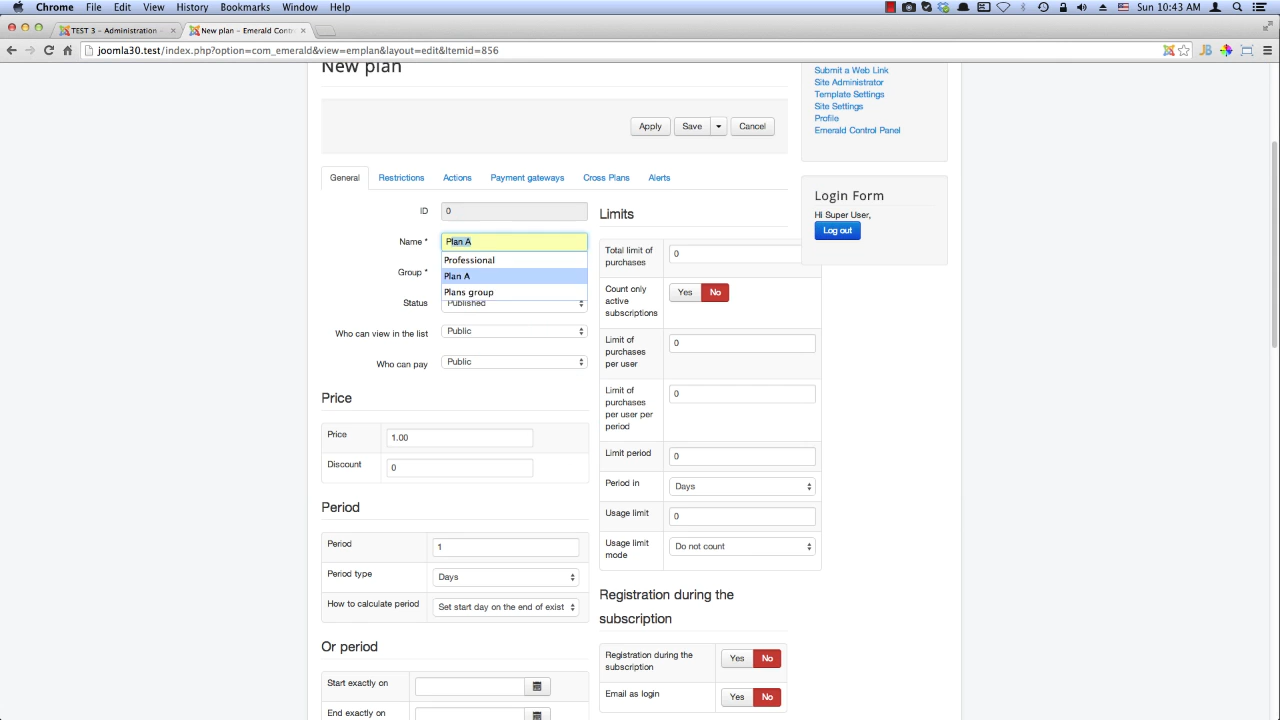 Chrome File Edit View History Bookmarks Window Help Sun 10:43 AM
TEST 3 - Administration - New plan - Emerald Contr
joomla30.test/index.php?option=com_emerald&view=emplan&layout=edit&Itemid=856
New plan
Apply Save Cancel
General Restrictions Actions Payment gateways Cross Plans Alerts
ID 0
Name * Plan A
Professional
Plan A
Plans group
Group *
Status Published
Who can view in the list Public
Who can pay Public
Price
Price 1.00
Discount 0
Period
Period 1
Period type Days
How to calculate period Set start day on the end of exist
Or period
Start exactly on
End exactly on
Limits
Total limit of
purchases
0
Count only
active
subscriptions
Yes No
Limit of
purchases
per user
0
Limit of
purchases
per user per
period
0
Limit period 0
Period in Days
Usage limit 0
Usage limit
mode
Do not count
Registration during the
subscription
Registration during the
subscription
Yes No
Email as login Yes No
Submit a Web Link
Site Administrator
Template Settings
Site Settings
Profile
Emerald Control Panel
Login Form
Hi Super User,
Log out